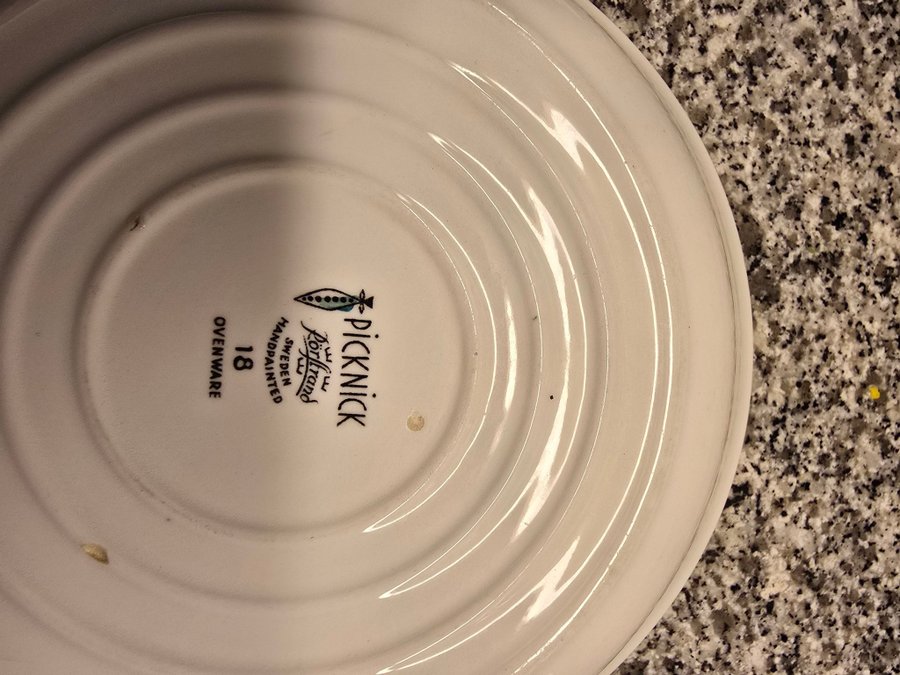 PiCKNiCK
Rörstrand
SWEDEN
HANDPAINTED
18
OVENWARE